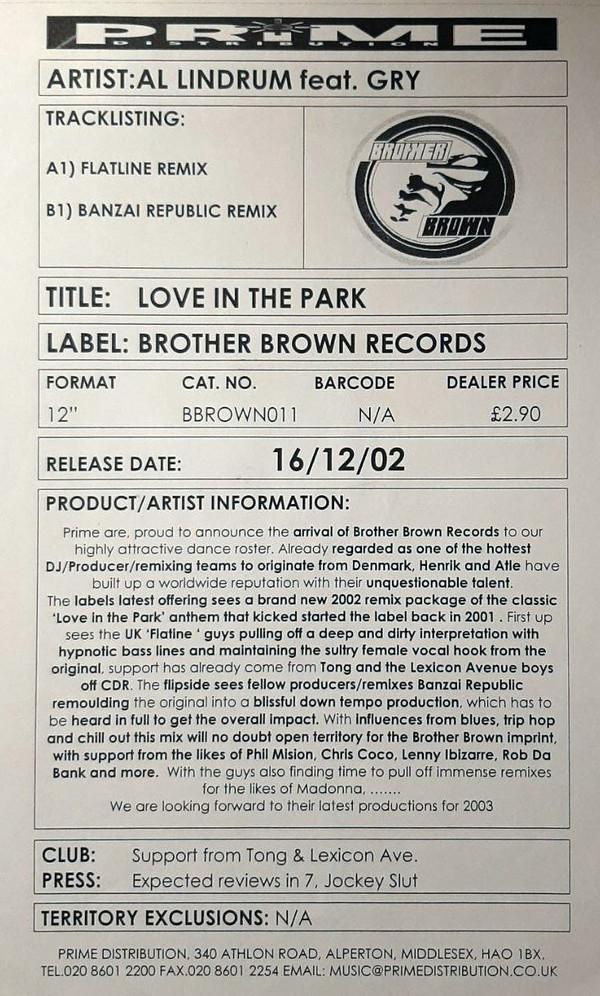 PRIME
DISTRIBUTION
ARTIST:AL LINDRUM feat. GRY
TRACKLISTING:
A1) FLATLINE REMIX
B1) BANZAI REPUBLIC REMIX
BROTHER
BROWN
TITLE: LOVE IN THE PARK
LABEL: BROTHER BROWN RECORDS
FORMAT CAT. NO. BARCODE DEALER PRICE
12" BBROWN011 N/A £2.90
RELEASE DATE: 16/12/02
PRODUCT/ARTIST INFORMATION:
Prime are, proud to announce the arrival of Brother Brown Records to our
highly attractive dance roster. Already regarded as one of the hottest
DJ/Producer/remixing teams to originate from Denmark, Henrik and Atle have
built up a worldwide reputation with their unquestionable talent.
The labels latest offering sees a brand new 2002 remix package of the classic
'Love in the Park' anthem that kicked started the label back in 2001 . First up
sees the UK 'Flatine ' guys pulling off a deep and dirty interpretation with
hypnotic bass lines and maintaining the sultry female vocal hook from the
original, support has already come from Tong and the Lexicon Avenue boys
off CDR. The flipside sees fellow producers/remixes Banzai Republic
remoulding the original into a blissful down tempo production, which has to
be heard in full to get the overall impact. With influences from blues, trip hop
and chill out this mix will no doubt open territory for the Brother Brown imprint,
with support from the likes of Phil Mision, Chris Coco, Lenny Ibizarre, Rob Da
Bank and more. With the guys also finding time to pull off immense remixes
for the likes of Madonna, .......
We are looking forward to their latest productions for 2003
CLUB: Support from Tong & Lexicon Ave.
PRESS: Expected reviews in 7, Jockey Slut
TERRITORY EXCLUSIONS: N/A
PRIME DISTRIBUTION, 340 ATHLON ROAD, ALPERTON, MIDDLESEX, HAO 1BX.
TEL.020 8601 2200 FAX.020 8601 2254 EMAIL: MUSIC@PRIMEDISTRIBUTION.CO.UK